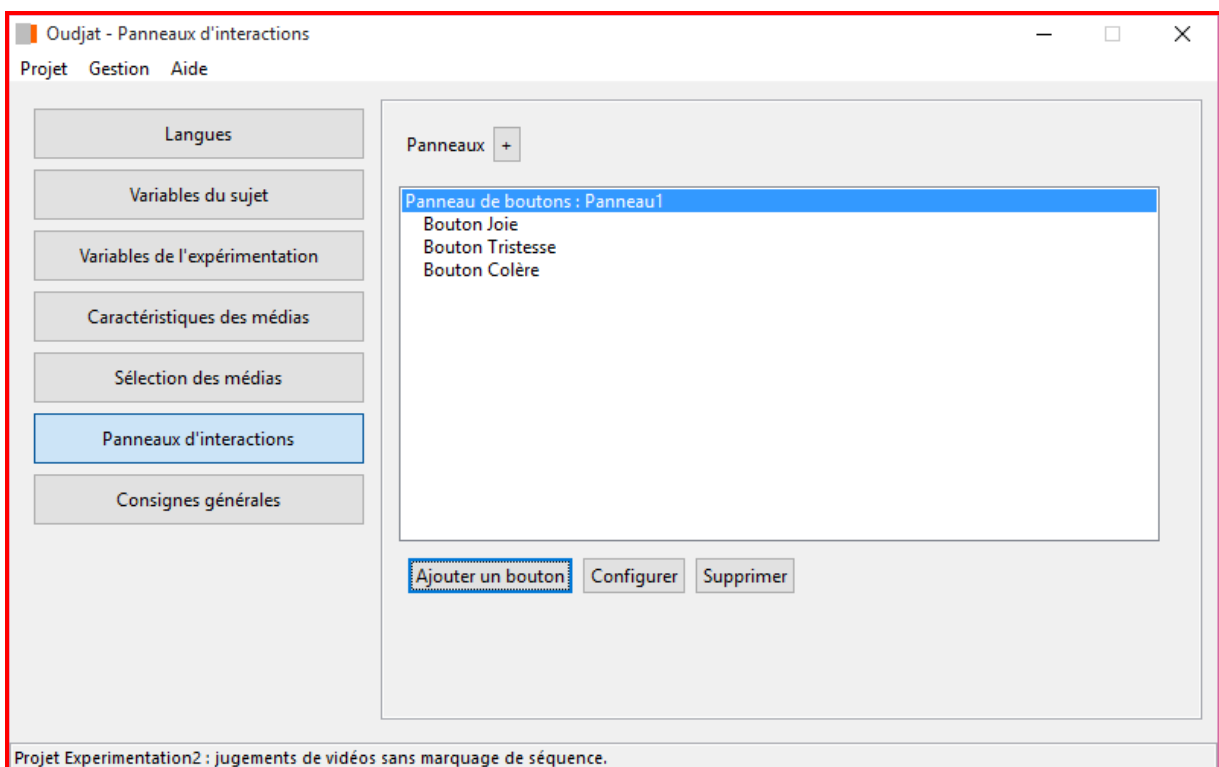 Oudjat - Panneaux d'interactions
Projet Gestion Aide
Langues
Variables du sujet
Variables de l'expérimentation
Caractéristiques des médias
Sélection des médias
Panneaux d'interactions
Consignes générales
Panneaux +
Panneau de boutons : Panneau1
Bouton Joie
Bouton Tristesse
Bouton Colère
Ajouter un bouton Configurer Supprimer
Projet Experimentation2 : jugements de vidéos sans marquage de séquence.